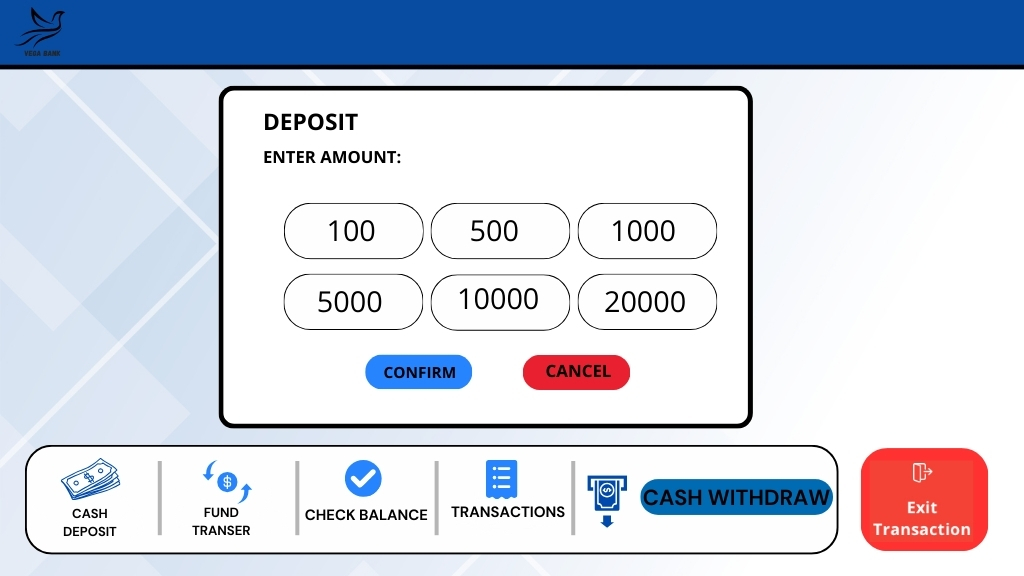 VEGA BANK
DEPOSIT
ENTER AMOUNT:
100 500 1000
5000 10000 20000
CONFIRM CANCEL
CASH
DEPOSIT
FUND
TRANSER
CHECK BALANCE
TRANSACTIONS
CASH WITHDRAW
Exit
Transaction